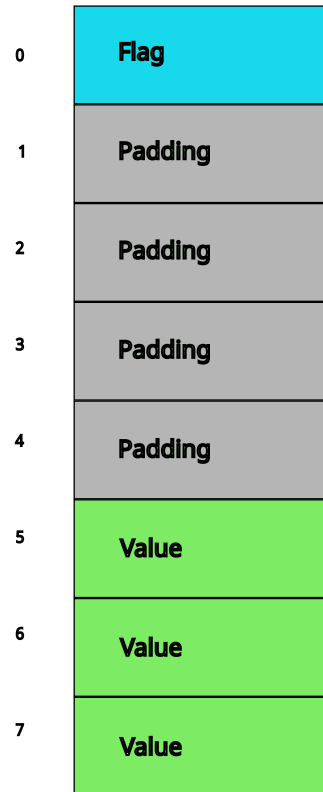 0 Flag
1 Padding
2 Padding
3 Padding
4 Padding
5 Value
6 Value
7 Value